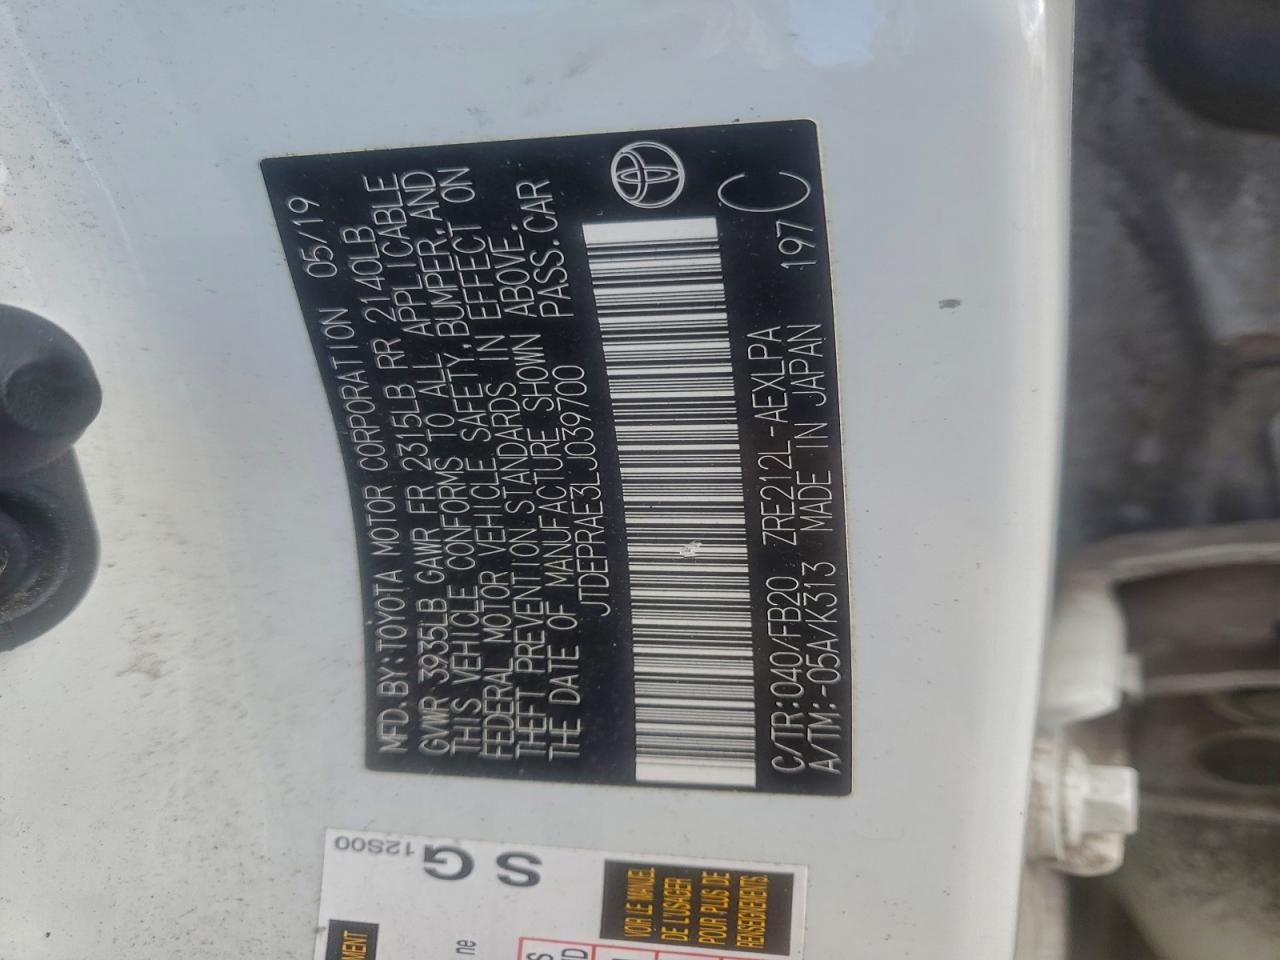 MFD. BY: TOYOTA MOTOR CORPORATION 05/19
GVWR 3935LB GAWR FR 2315LB RR 2140LB
THIS VEHICLE CONFORMS TO ALL APPLICABLE
FEDERAL MOTOR VEHICLE SAFETY, BUMPER, AND
THEFT PREVENTION STANDARDS IN EFFECT ON
THE DATE OF MANUFACTURE SHOWN ABOVE.
JTDEPRAE3LJ039700 PASS. CAR
C/TR:040/FB20 ZRE212L-AEXLPA 197 C
A/TM:-05A/K313 MADE IN JAPAN
S G
12S00
VOIR LE MANUEL
DE L'USAGER
POUR PLUS DE
RENSEIGNEMENTS.